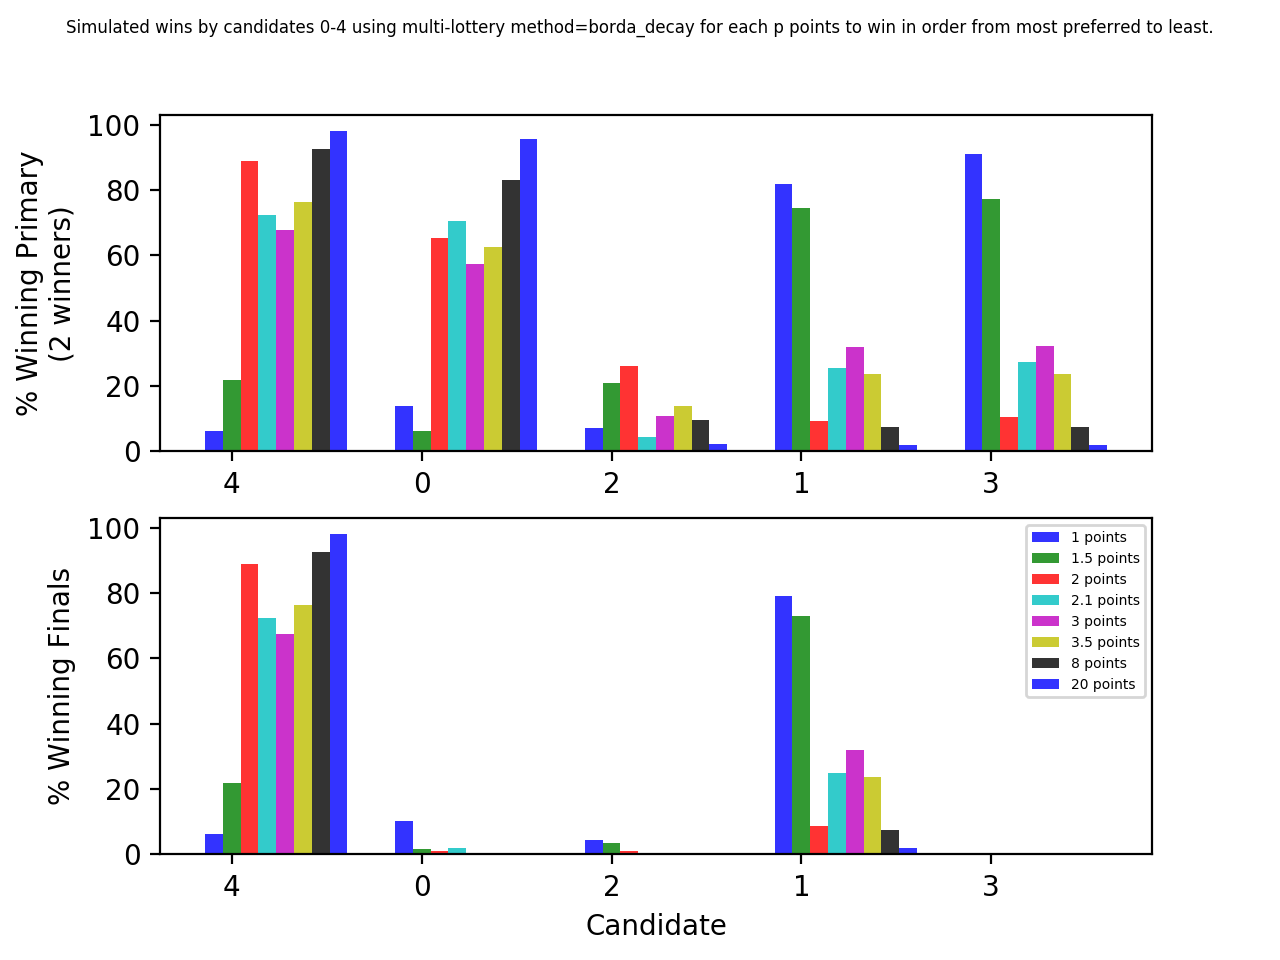 Simulated wins by candidates 0-4 using multi-lottery method=borda_decay for each p points to win in order from most preferred to least.
% Winning Primary
(2 winners)
100
80
60
40
20
0
4
0
2
1
3
% Winning Finals
100
80
60
40
20
0
1 points
1.5 points
2 points
2.1 points
3 points
3.5 points
8 points
20 points
4
0
2
1
3
Candidate